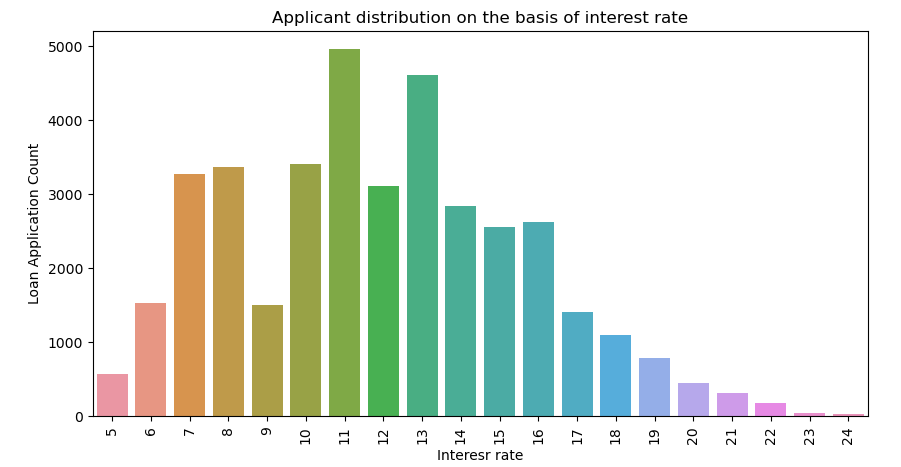 Applicant distribution on the basis of interest rate
Loan Application Count
5000
4000
3000
2000
1000
0
5 6 7 8 9 10 11 12 13 14 15 16 17 18 19 20 21 22 23 24
Interesr rate